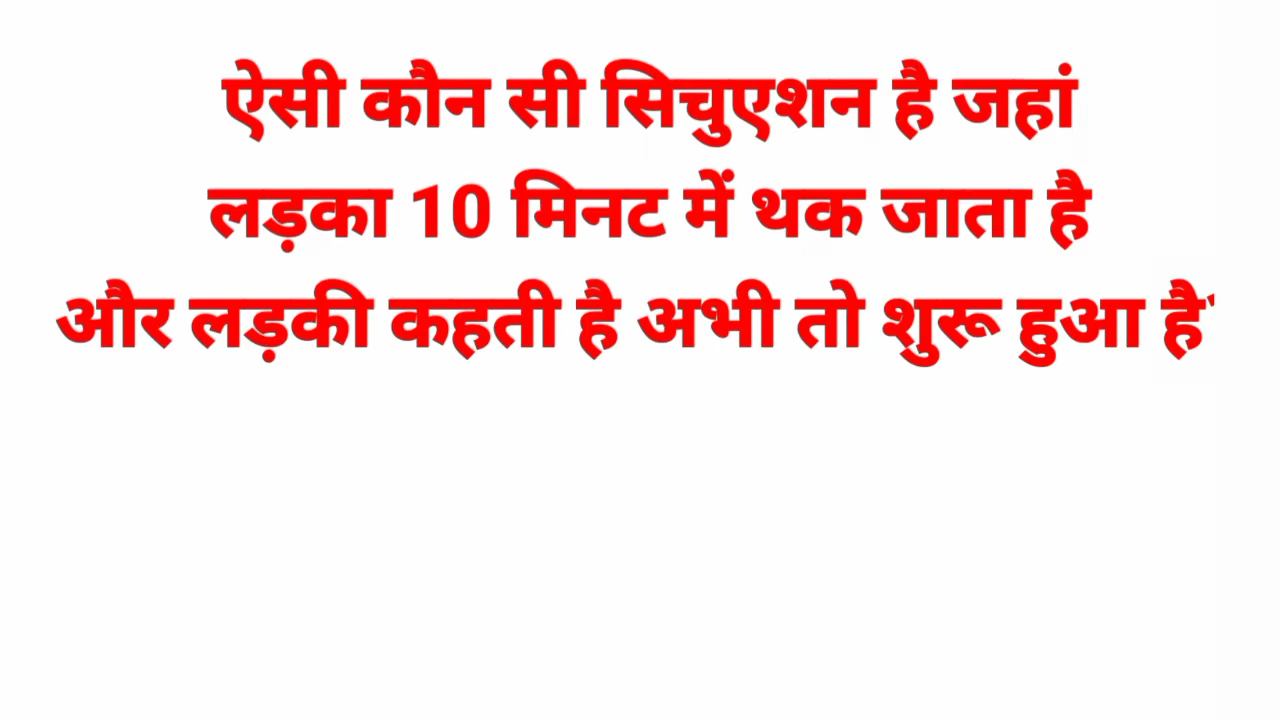 ऐसी कौन सी सिचुएशन है जहां
लड़का 10 मिनट में थक जाता है
और लड़की कहती है अभी तो शुरू हुआ है'